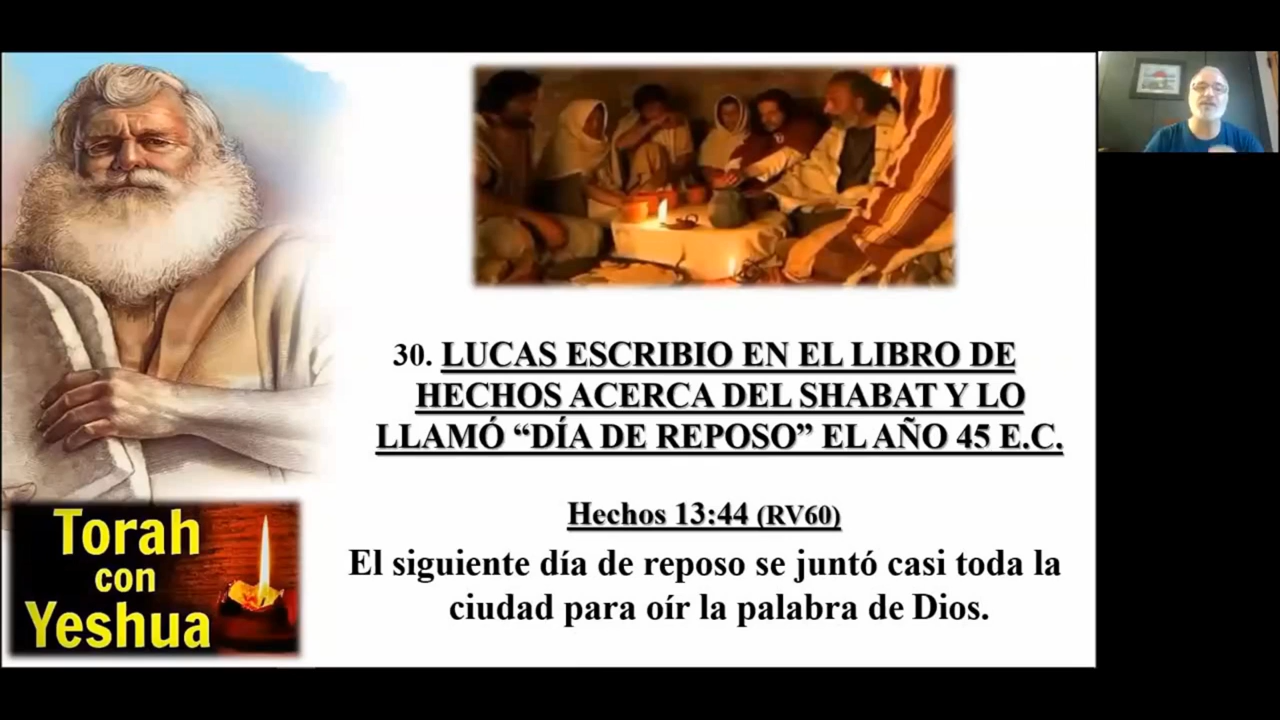 30. LUCAS ESCRIBIO EN EL LIBRO DE
HECHOS ACERCA DEL SHABAT Y LO
LLAMÓ “DÍA DE REPOSO” EL AÑO 45 E.C.
Hechos 13:44 (RV60)
El siguiente día de reposo se juntó casi toda la
ciudad para oír la palabra de Dios.
Torah
con
Yeshua